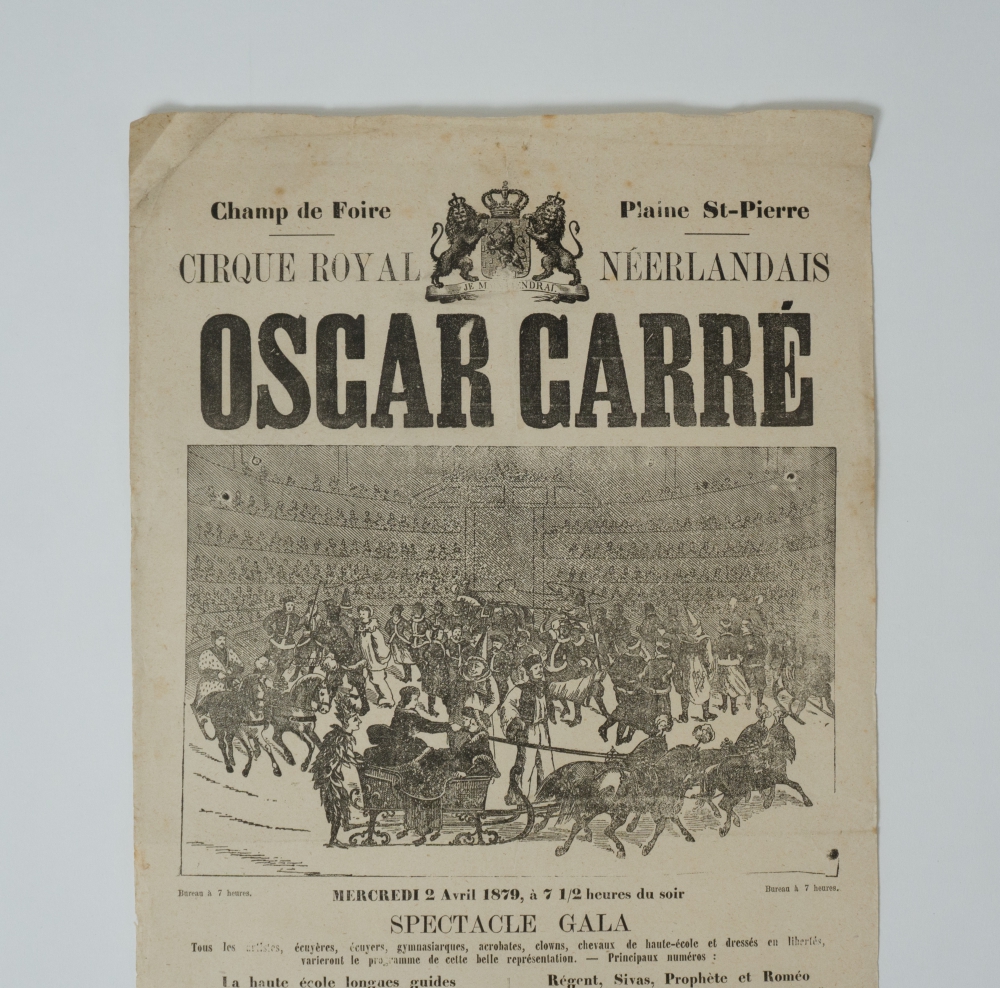 Champ de Foire
Plaine St-Pierre
CIRQUE ROYAL NÉERLANDAIS
JE M NDRAI
OSCAR CARRÉ
Bureau à 7 heures.
MERCREDI 2 Avril 1879, à 7 1/2 heures du soir
Bureau à 7 heures.
SPECTACLE GALA
Tous les artistes, écuyères, écuyers, gymnasiarques, acrobates, clowns, chevaux de haute-école et dressés en libertés,
varieront le programme de cette belle représentation. — Principaux numéros :
La haute école longues guides
Régent, Sivas, Prophète et Roméo